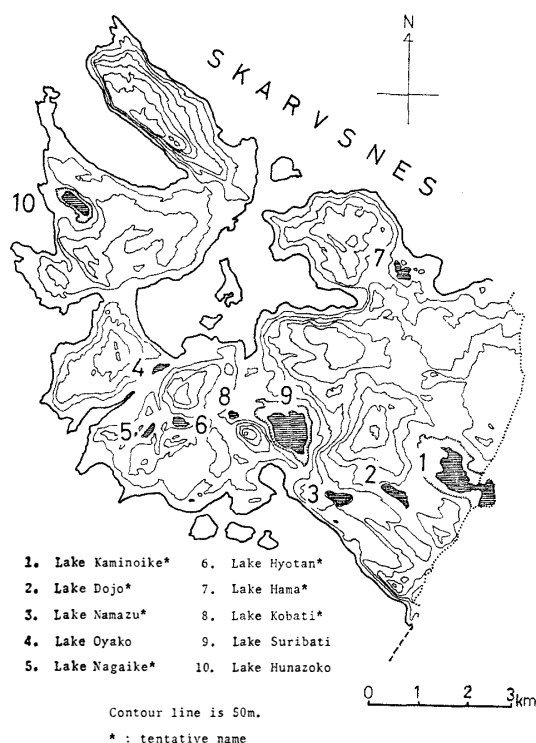 N
SKARVSNES
10
7
4
9
8
5
6
1
2
3
1. Lake Kaminoike* 6. Lake Hyotan*
2. Lake Dojo* 7. Lake Hama*
3. Lake Namazu* 8. Lake Kobati*
4. Lake Oyako 9. Lake Suribati
5. Lake Nagaike* 10. Lake Hunazoko
0 1 2 3 km
Contour line is 50m.
* : tentative name